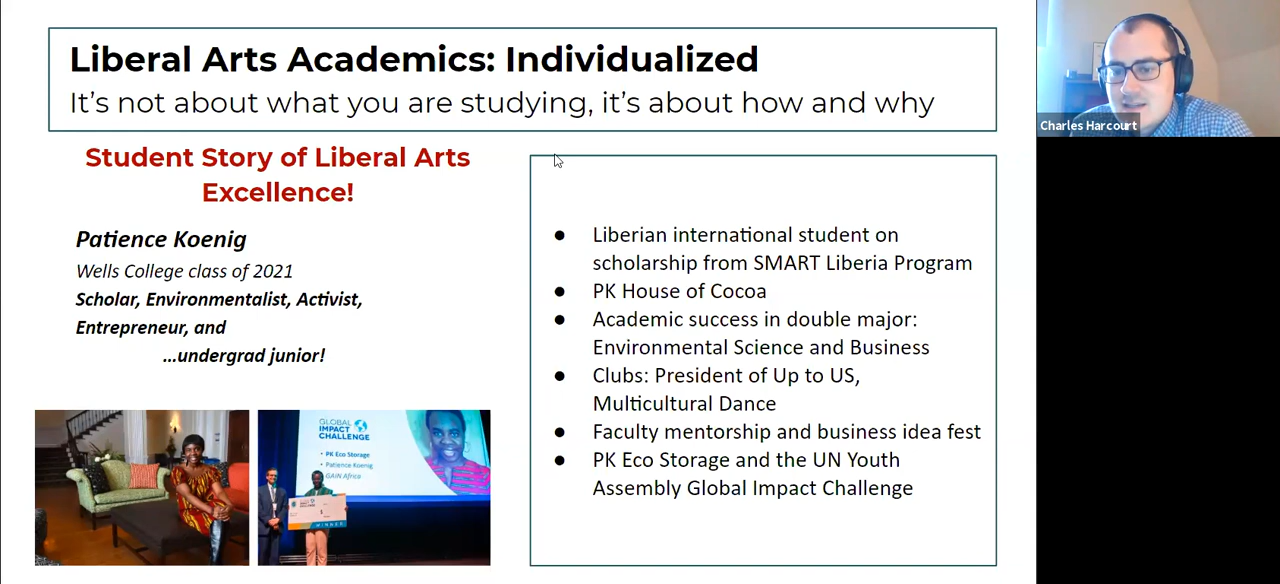 Liberal Arts Academics: Individualized
It's not about what you are studying, it's about how and why
Student Story of Liberal Arts
Excellence!
Patience Koenig
Wells College class of 2021
Scholar, Environmentalist, Activist,
Entrepreneur, and
...undergrad junior!
GLOBAL
IMPACT
CHALLENGE
• PK Eco Storage
• Patience Koenig
GAIN Africa
WINNER
● Liberian international student on
scholarship from SMART Liberia Program
● PK House of Cocoa
● Academic success in double major:
Environmental Science and Business
● Clubs: President of Up to US,
Multicultural Dance
● Faculty mentorship and business idea fest
● PK Eco Storage and the UN Youth
Assembly Global Impact Challenge
Charles Harcourt